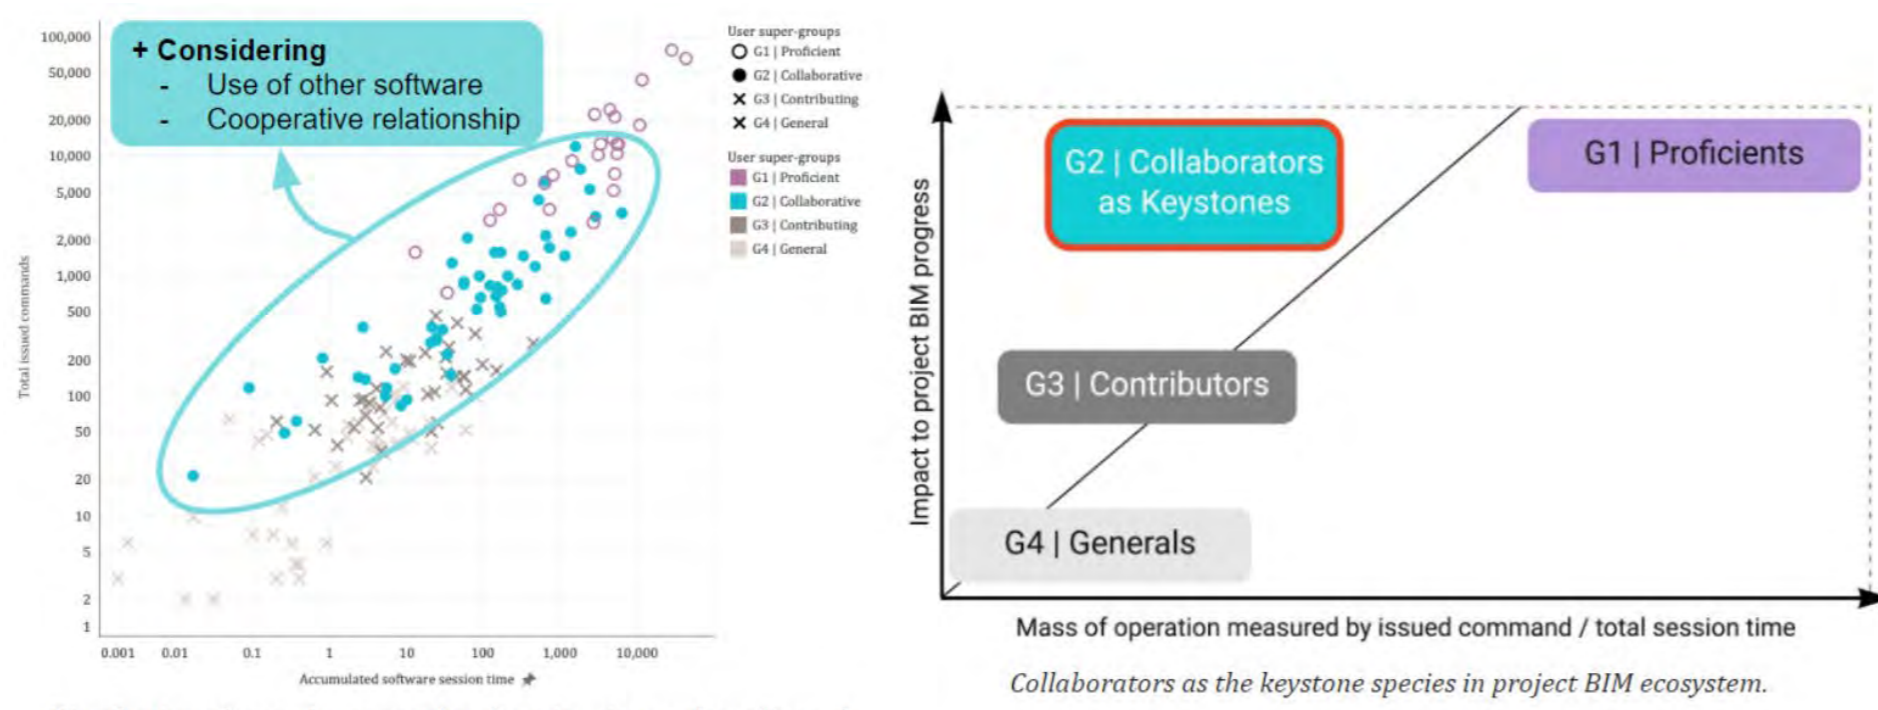 + Considering
- Use of other software
- Cooperative relationship
Total issued commands
100,000
50,000
20,000
10,000
5,000
2,000
1,000
500
200
100
50
20
10
5
2
1
0.001 0.01 0.1 1 10 100 1,000 10,000
Accumulated software session time
User super-groups
G1 | Proficient
G2 | Collaborative
G3 | Contributing
G4 | General
User super-groups
G1 | Proficient
G2 | Collaborative
G3 | Contributing
G4 | General
Impact to project BIM progress
G2 | Collaborators
as Keystones
G1 | Proficients
G3 | Contributors
G4 | Generals
Mass of operation measured by issued command / total session time
Collaborators as the keystone species in project BIM ecosystem.